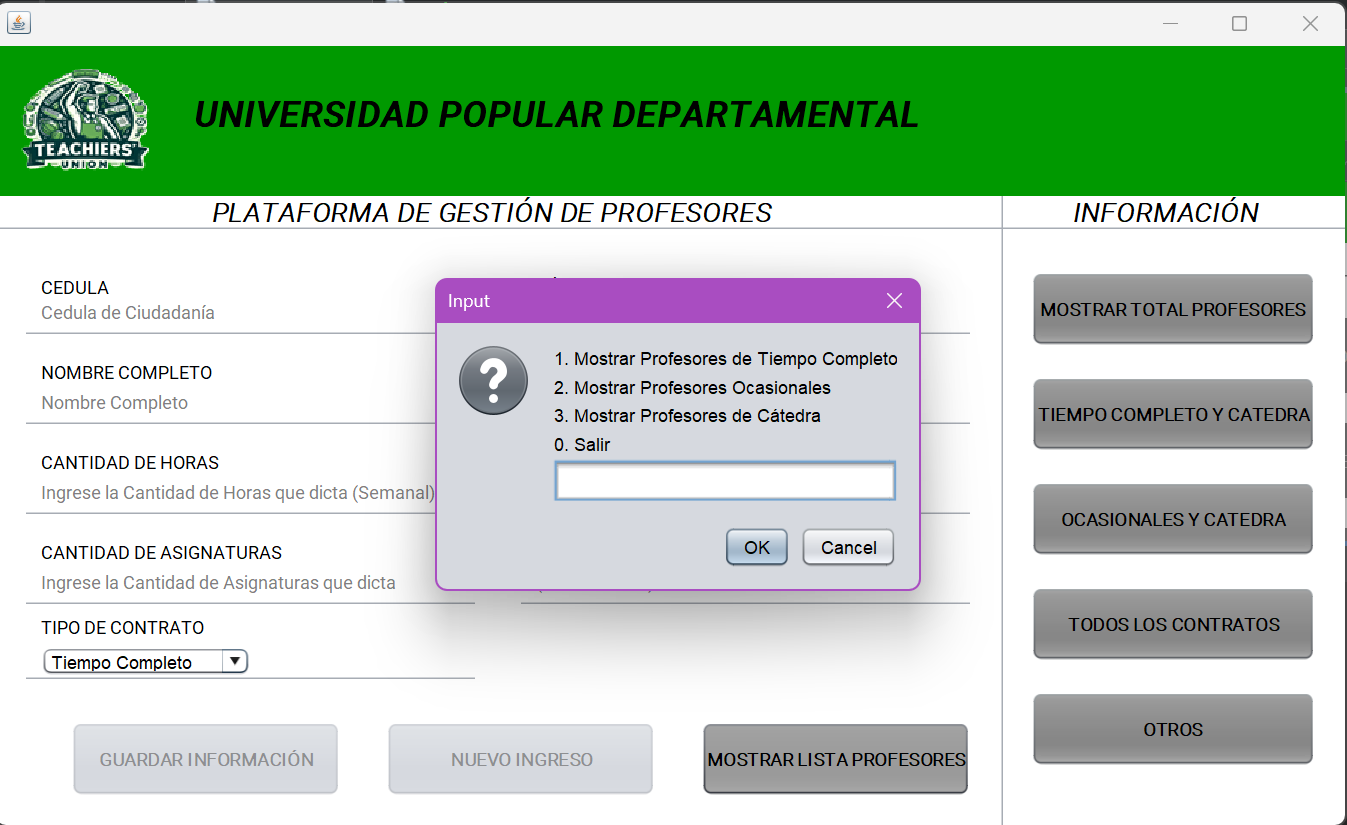 TEACHIERS'
UNION
UNIVERSIDAD POPULAR DEPARTAMENTAL
PLATAFORMA DE GESTIÓN DE PROFESORES
INFORMACIÓN
CEDULA
Cedula de Ciudadanía
NOMBRE COMPLETO
Nombre Completo
CANTIDAD DE HORAS
Ingrese la Cantidad de Horas que dicta (Semanal)
CANTIDAD DE ASIGNATURAS
Ingrese la Cantidad de Asignaturas que dicta
TIPO DE CONTRATO
Tiempo Completo
Input
1. Mostrar Profesores de Tiempo Completo
2. Mostrar Profesores Ocasionales
3. Mostrar Profesores de Cátedra
0. Salir
OK
Cancel
GUARDAR INFORMACIÓN
NUEVO INGRESO
MOSTRAR LISTA PROFESORES
MOSTRAR TOTAL PROFESORES
TIEMPO COMPLETO Y CATEDRA
OCASIONALES Y CATEDRA
TODOS LOS CONTRATOS
OTROS